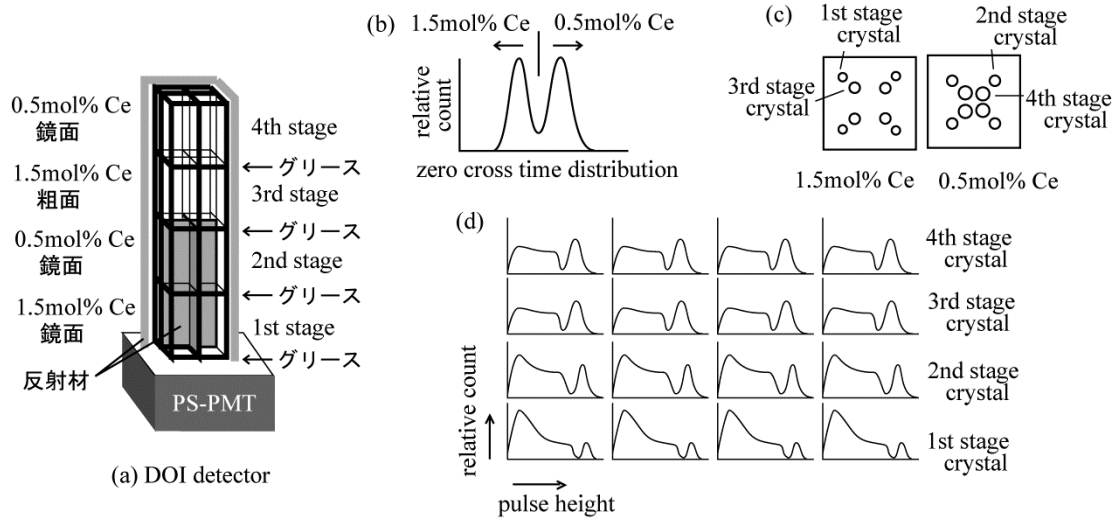 0.5mol% Ce
鏡面
1.5mol% Ce
粗面
0.5mol% Ce
鏡面
1.5mol% Ce
鏡面
反射材
4th stage
グリース
3rd stage
グリース
2nd stage
グリース
1st stage
グリース
PS-PMT
(a) DOI detector
(b)
1.5mol% Ce
0.5mol% Ce
relative
count
zero cross time distribution
(c)
1st stage
crystal
2nd stage
crystal
3rd stage
crystal
4th stage
crystal
1.5mol% Ce
0.5mol% Ce
(d)
4th stage
crystal
3rd stage
crystal
2nd stage
crystal
1st stage
crystal
relative count
pulse height